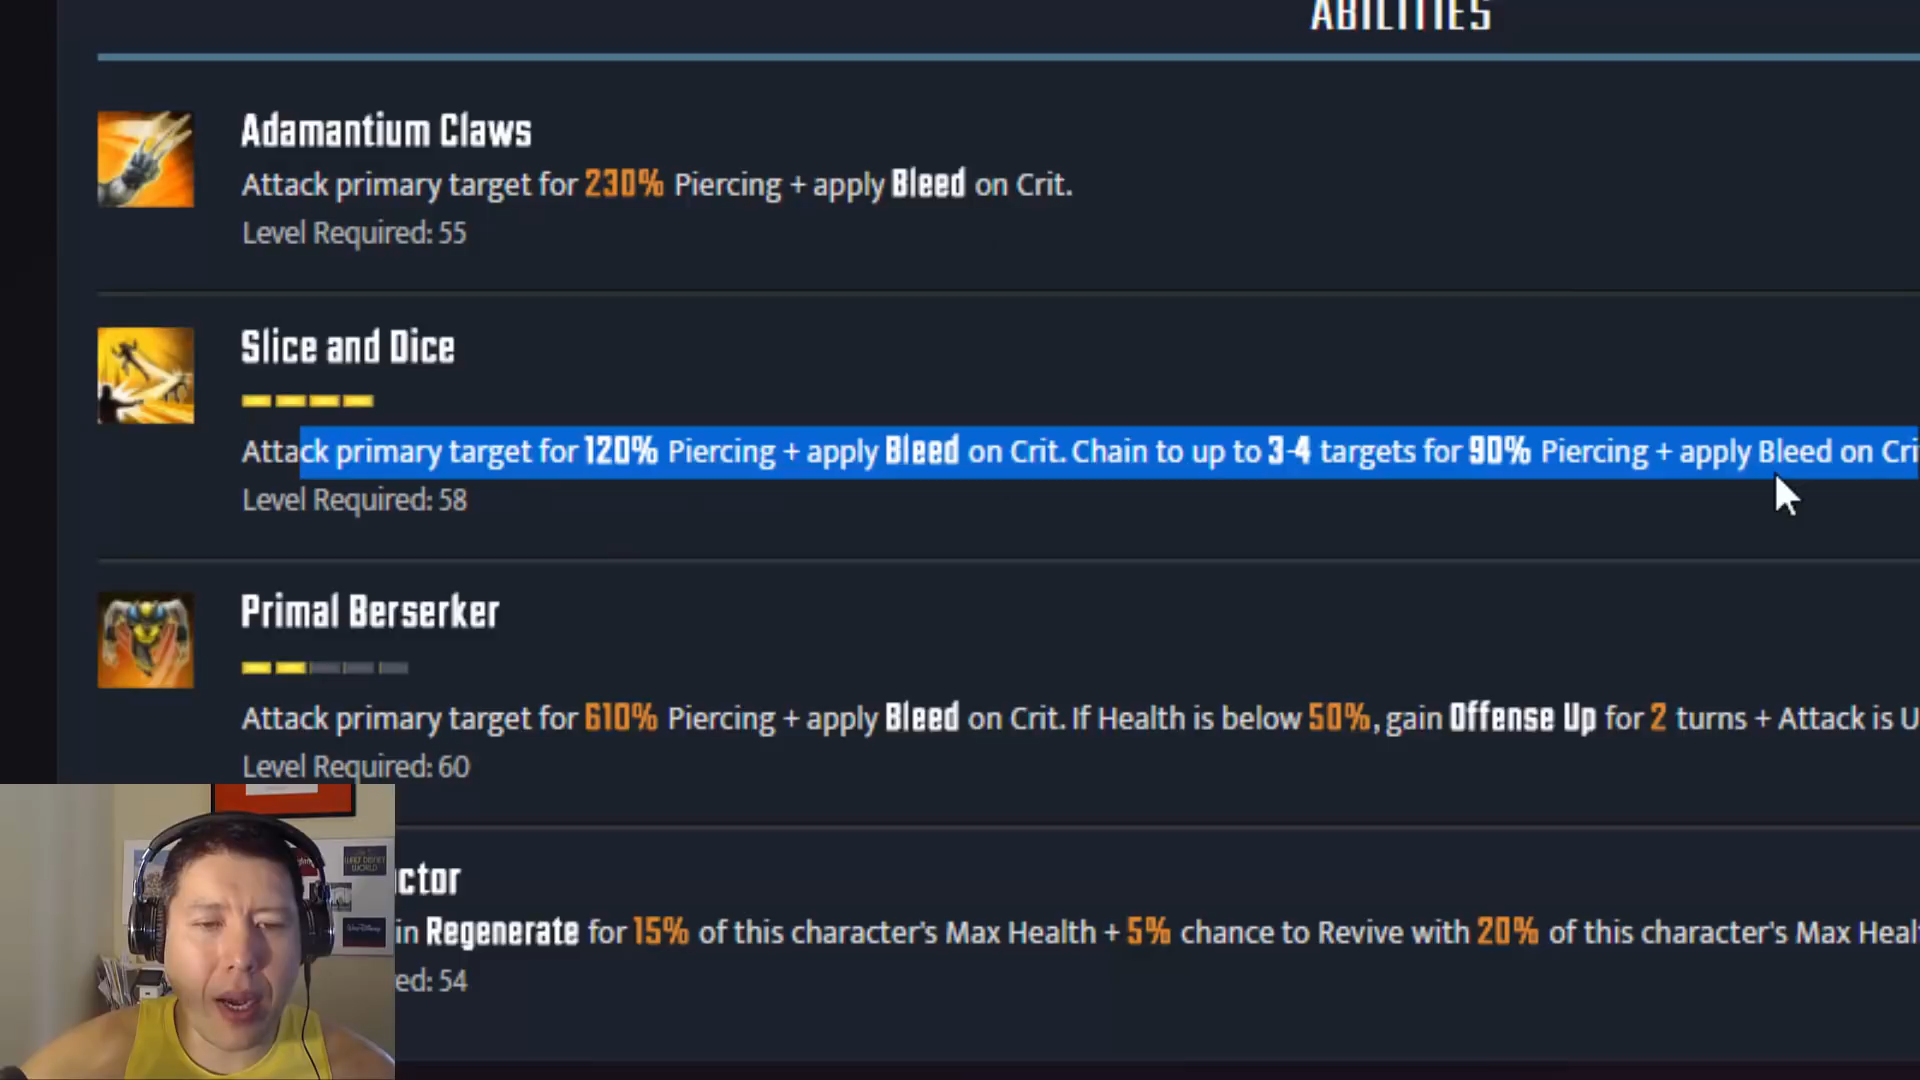 ABILITIES
Adamantium Claws
Attack primary target for 230% Piercing + apply Bleed on Crit.
Level Required: 55
Slice and Dice
Attack primary target for 120% Piercing + apply Bleed on Crit. Chain to up to 3-4 targets for 90% Piercing + apply Bleed on Cri
Level Required: 58
Primal Berserker
Attack primary target for 610% Piercing + apply Bleed on Crit. If Health is below 50%, gain Offense Up for 2 turns + Attack is U
Level Required: 60
ctor
in Regenerate for 15% of this character's Max Health + 5% chance to Revive with 20% of this character's Max Healt
ed: 54
WALT DISNEY
WORLD